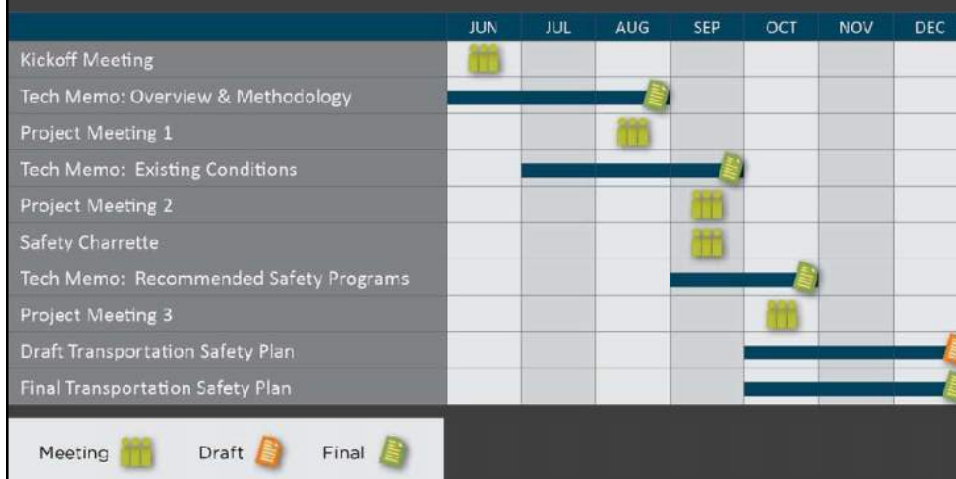 JUN JUL AUG SEP OCT NOV DEC
Kickoff Meeting
Tech Memo: Overview & Methodology
Project Meeting 1
Tech Memo: Existing Conditions
Project Meeting 2
Safety Charrette
Tech Memo: Recommended Safety Programs
Project Meeting 3
Draft Transportation Safety Plan
Final Transportation Safety Plan
Meeting Draft Final